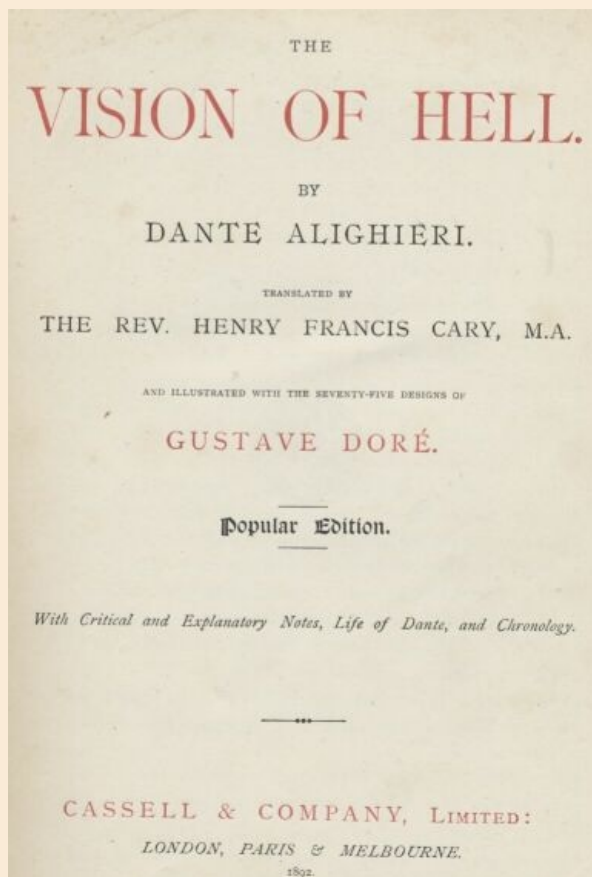 THE
VISION OF HELL.
BY
DANTE ALIGHIERI.
TRANSLATED BY
THE REV. HENRY FRANCIS CARY, M.A.
AND ILLUSTRATED WITH THE SEVENTY-FIVE DESIGNS OF
GUSTAVE DORÉ.
Popular Edition.
With Critical and Explanatory Notes, Life of Dante, and Chronology.
CASSELL & COMPANY, LIMITED:
LONDON, PARIS & MELBOURNE.
1892.